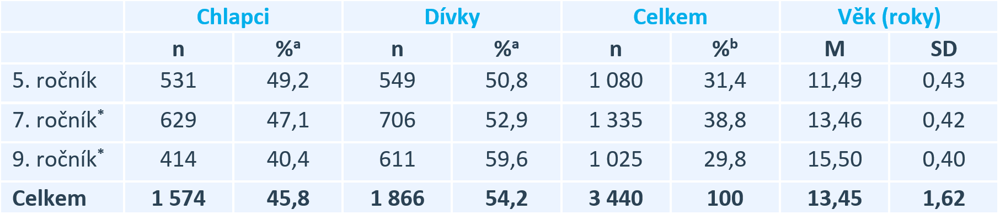 Chlapci Dívky Celkem Věk (roky)
n %ᵃ n %ᵃ n %ᵇ M SD
5. ročník 531 49,2 549 50,8 1 080 31,4 11,49 0,43
7. ročník* 629 47,1 706 52,9 1 335 38,8 13,46 0,42
9. ročník* 414 40,4 611 59,6 1 025 29,8 15,50 0,40
Celkem 1 574 45,8 1 866 54,2 3 440 100 13,45 1,62